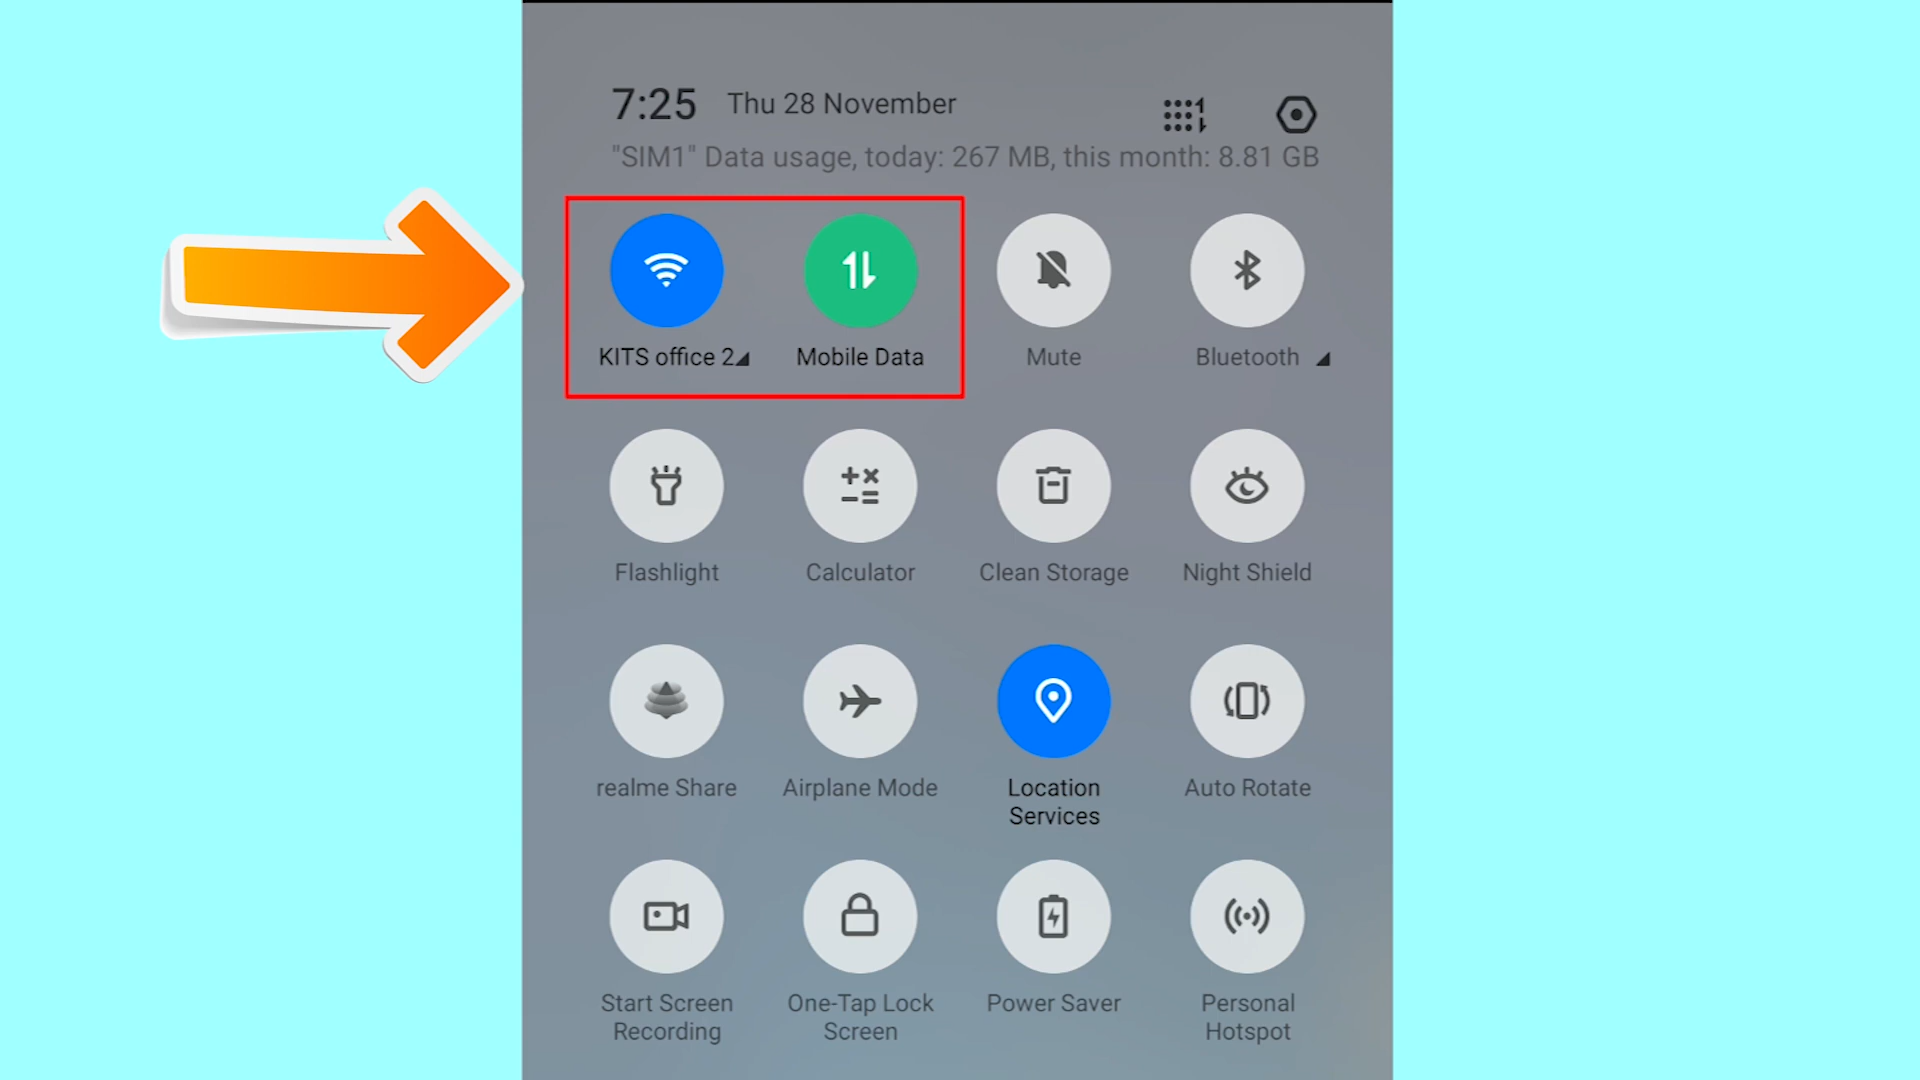 7:25 Thu 28 November
"SIM1" Data usage, today: 267 MB, this month: 8.81 GB
KITS office 2 Mobile Data Mute Bluetooth
Flashlight Calculator Clean Storage Night Shield
realme Share Airplane Mode Location Services Auto Rotate
Start Screen Recording One-Tap Lock Screen Power Saver Personal Hotspot